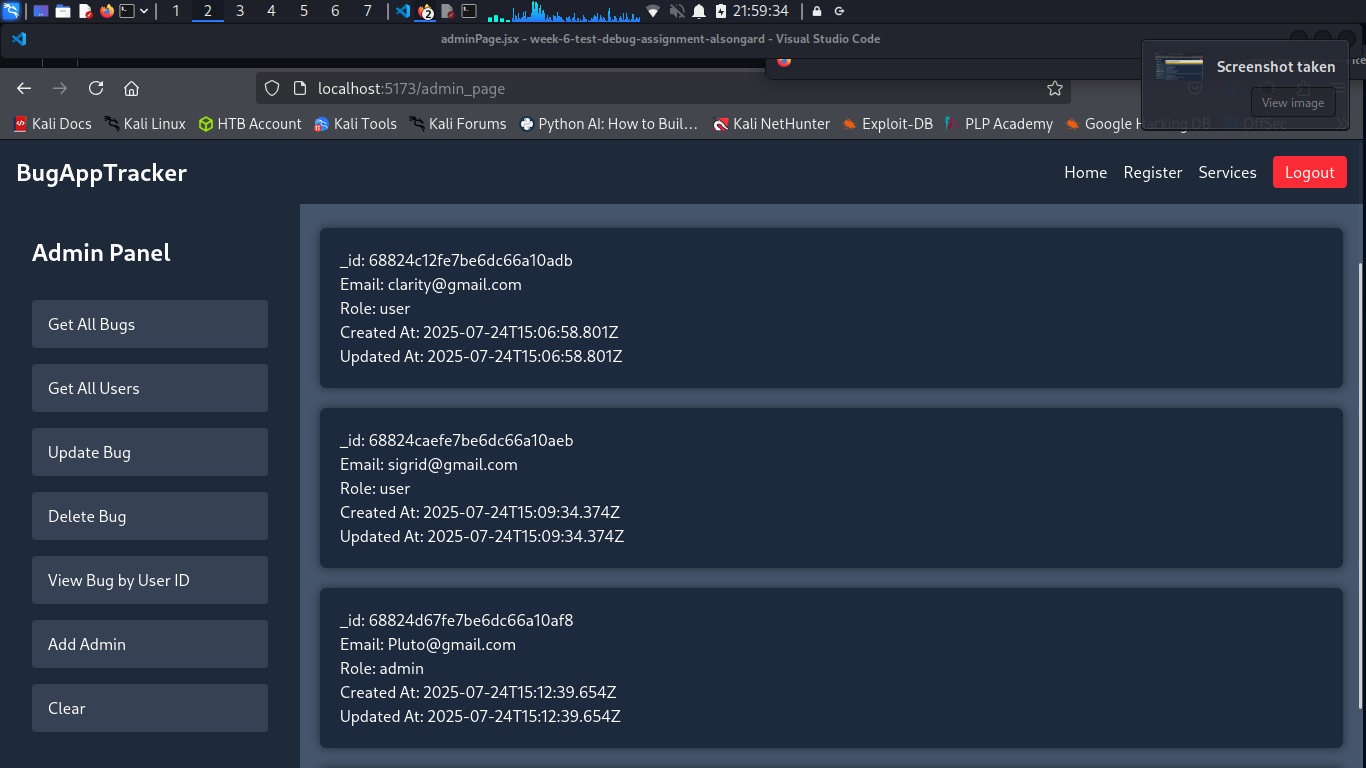 1 2 3 4 5 6 7 2 21:59:34
adminPage.jsx - week-6-test-debug-assignment-alsongard - Visual Studio Code
Screenshot taken
View image
localhost:5173/admin_page
Kali Docs Kali Linux HTB Account Kali Tools Kali Forums Python AI: How to Buil... Kali NetHunter Exploit-DB PLP Academy Google Hacking DB OffSec
BugAppTracker
Home Register Services Logout
Admin Panel
Get All Bugs
Get All Users
Update Bug
Delete Bug
View Bug by User ID
Add Admin
Clear
_id: 68824c12fe7be6dc66a10adb
Email: clarity@gmail.com
Role: user
Created At: 2025-07-24T15:06:58.801Z
Updated At: 2025-07-24T15:06:58.801Z
_id: 68824caefe7be6dc66a10aeb
Email: sigrid@gmail.com
Role: user
Created At: 2025-07-24T15:09:34.374Z
Updated At: 2025-07-24T15:09:34.374Z
_id: 68824d67fe7be6dc66a10af8
Email: Pluto@gmail.com
Role: admin
Created At: 2025-07-24T15:12:39.654Z
Updated At: 2025-07-24T15:12:39.654Z